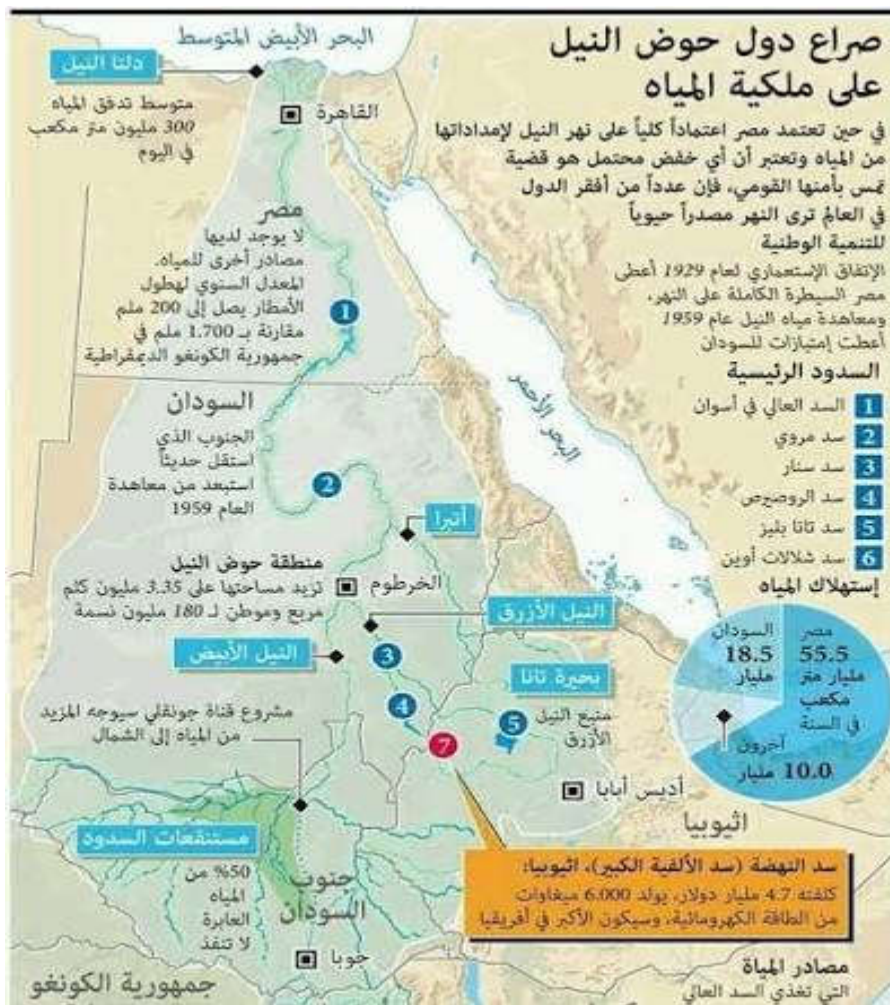 صراع دول حوض النيل
على ملكية المياه
في حين تعتمد مصر اعتماداً كلياً على نهر النيل لإمداداتها
من المياه وتعتبر أن أي خفض محتمل هو قضية
تمس بأمنها القومي، فإن عدداً من أفقر الدول
في العالم ترى النهر مصدراً حيوياً
للتنمية الوطنية
الإتفاق الإستعماري لعام 1929 أعطى
مصر السيطرة الكاملة على النهر،
ومعاهدة مياه النيل عام 1959
أعطت إمتيازات للسودان
السدود الرئيسية
1 السد العالي في أسوان
2 سد مروي
3 سد سنار
4 سد الروصيرص
5 سد تانا بليز
6 سد شلالات أوين
إستهلاك المياه
مصر
55.5
مليار متر
مكعب
في السنة
السودان
18.5
مليار
آخرون
10.0 مليار
البحر الأبيض المتوسط
دلتا النيل
متوسط تدفق المياه
300 مليون متر مكعب
في اليوم
القاهرة
مصر
لا يوجد لديها
مصادر أخرى للمياه.
المعدل السنوي لهطول
الأمطار يصل إلى 200 ملم
مقارنة بـ 1.700 ملم في
جمهورية الكونغو الديمقراطية
1
البحر الأحمر
السودان
الجنوب الذي
استقل حديثاً
استبعد من معاهدة
العام 1959
2
أتبرا
منطقة حوض النيل
تزيد مساحتها على 3.35 مليون كلم
مربع وموطن لـ 180 مليون نسمة
الخرطوم
النيل الأزرق
النيل الأبيض
3
بحيرة تانا
منبع النيل
الأزرق
4
5
7
مشروع قناة جونقلي سيوجه المزيد
من المياه إلى الشمال
أديس أبابا
اثيوبيا
مستنقعات السدود
50% من
المياه
العابرة
لا تنفذ
جنوب
السودان
جوبا
سد النهضة (سد الألفية الكبير)، اثيوبيا:
كلفته 4.7 مليار دولار، يولد 6.000 ميغاوات
من الطاقة الكهرومائية، وسيكون الأكبر في أفريقيا
جمهورية الكونغو
مصادر المياة
التي تغذي السد العالي